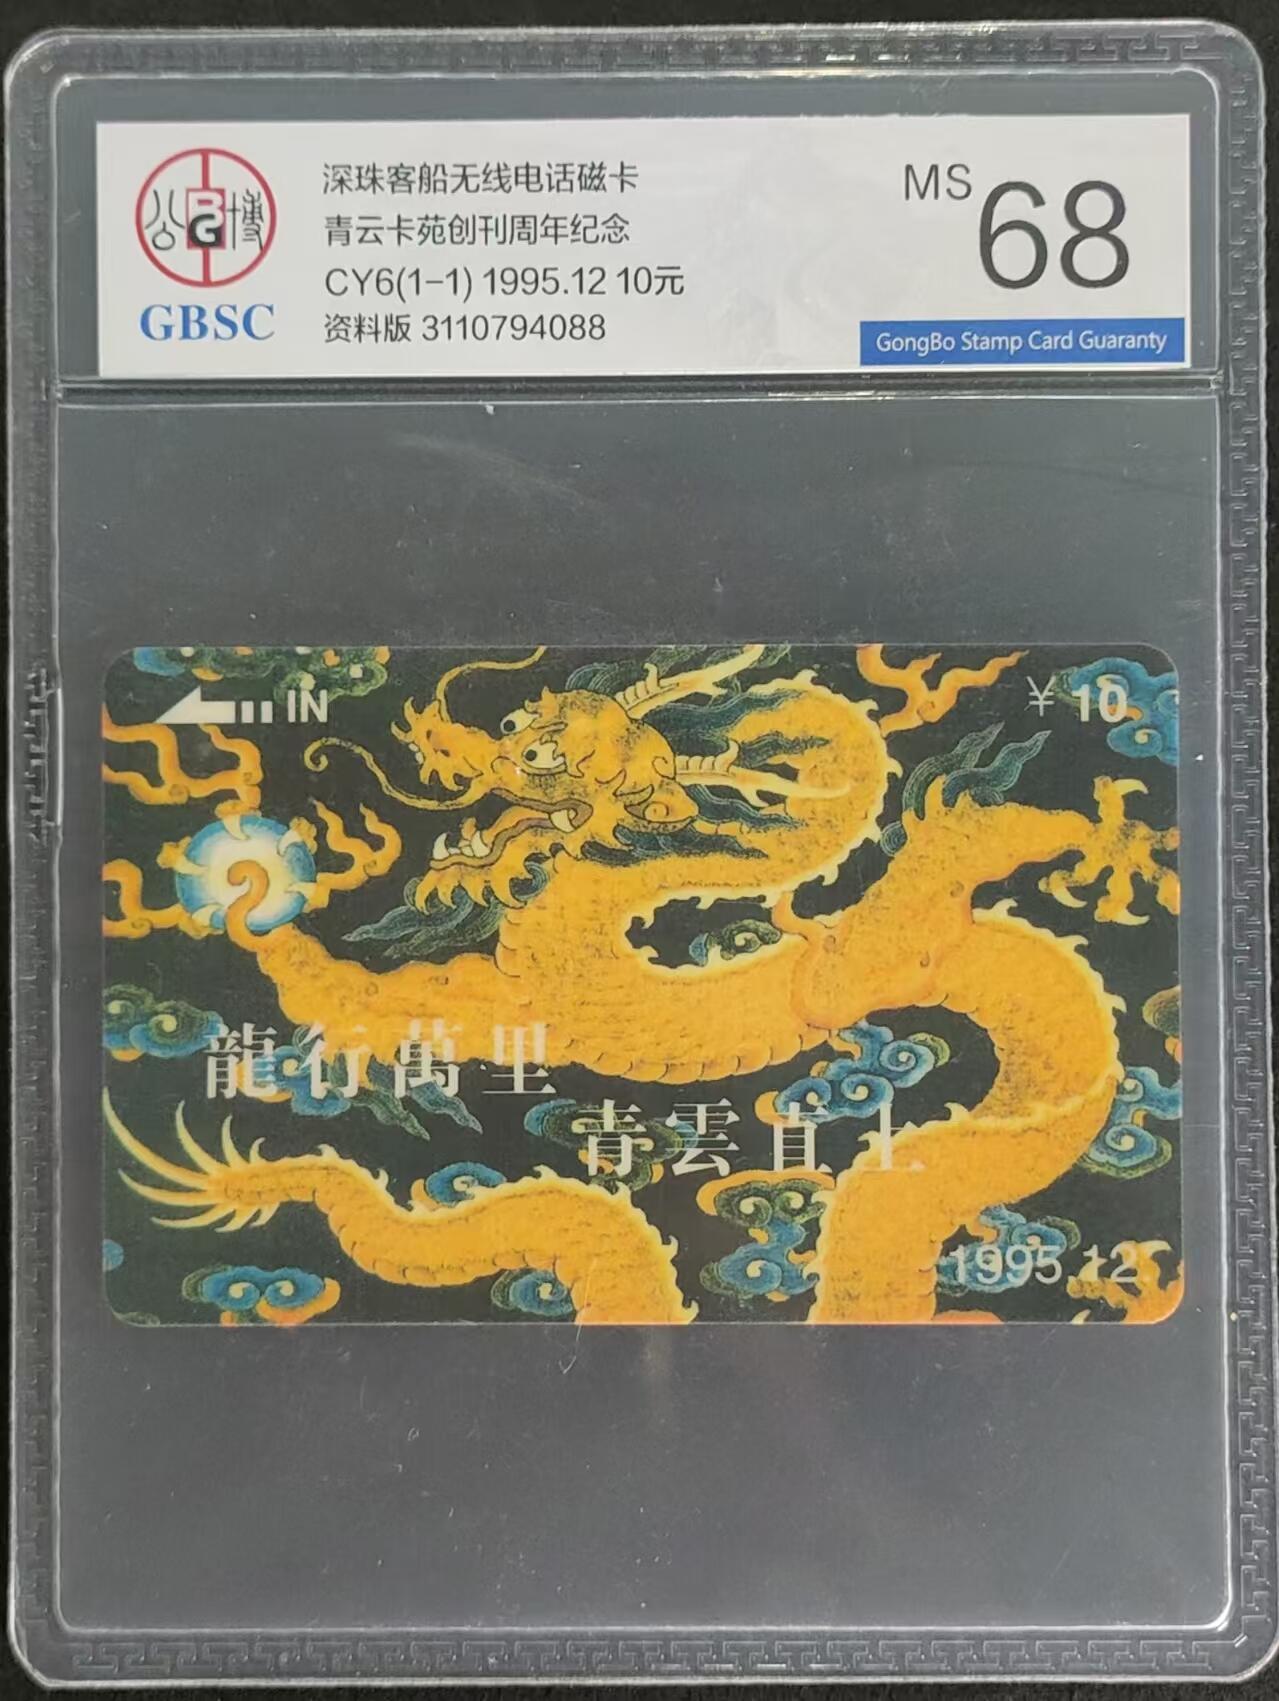 公 BG 博
GBSC
深珠客船无线电话磁卡
青云卡苑创刊周年纪念
CY6(1-1) 1995.12 10元
资料版 3110794088
MS 68
GongBo Stamp Card Guaranty
IN
¥ 10
龍行萬里
青雲直上
1995.12